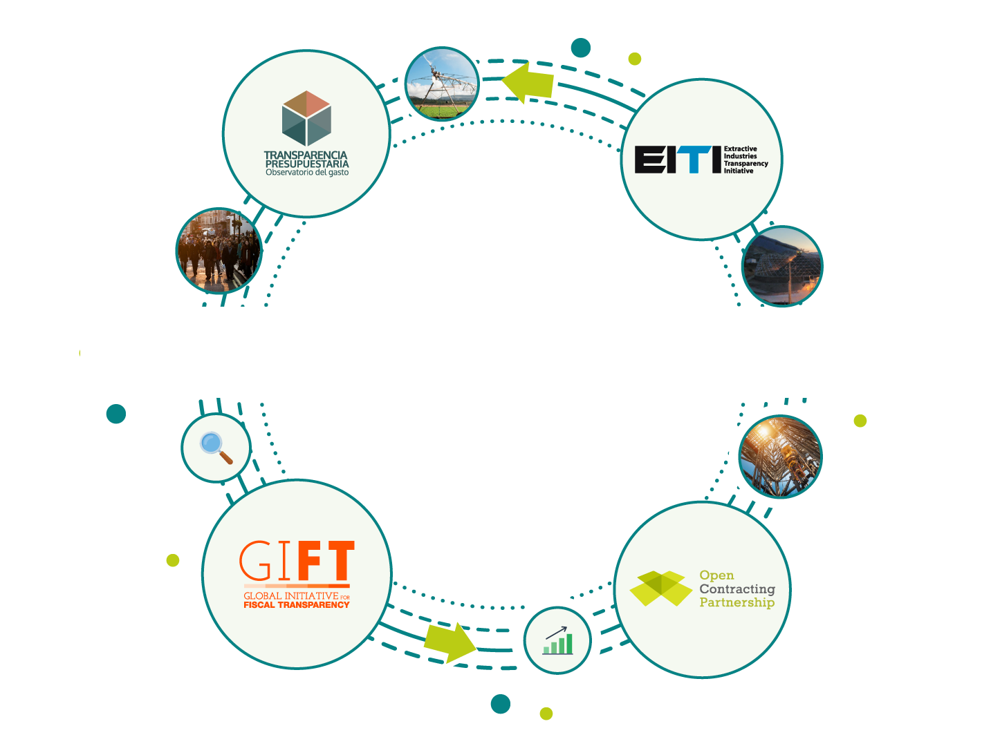 TRANSPARENCIA
PRESUPUESTARIA
Observatorio del gasto
EITI
Extractive
Industries
Transparency
Initiative
GIFT
GLOBAL INITIATIVE FOR
FISCAL TRANSPARENCY
Open
Contracting
Partnership